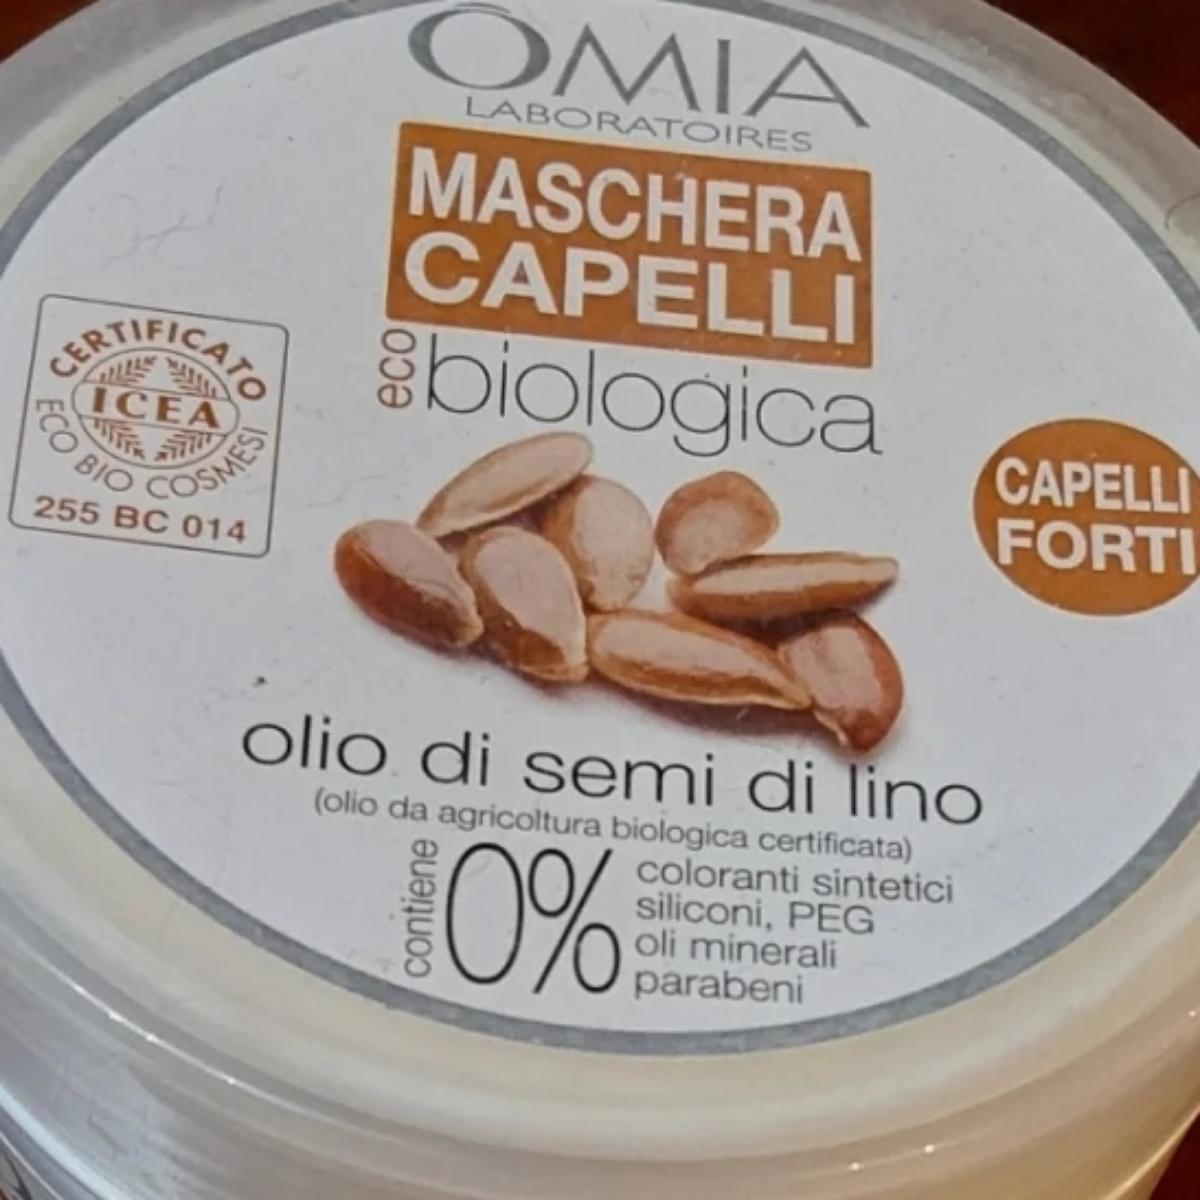 ÔMIA
LABORATOIRES
MASCHERA
CAPELLI
eco biologica
CERTIFICATO
ICEA
ECO BIO COSMESI
255 BC 014
CAPELLI
FORTI
olio di semi di lino
(olio da agricoltura biologica certificata)
contiene
0%
coloranti sintetici
siliconi, PEG
oli minerali
parabeni